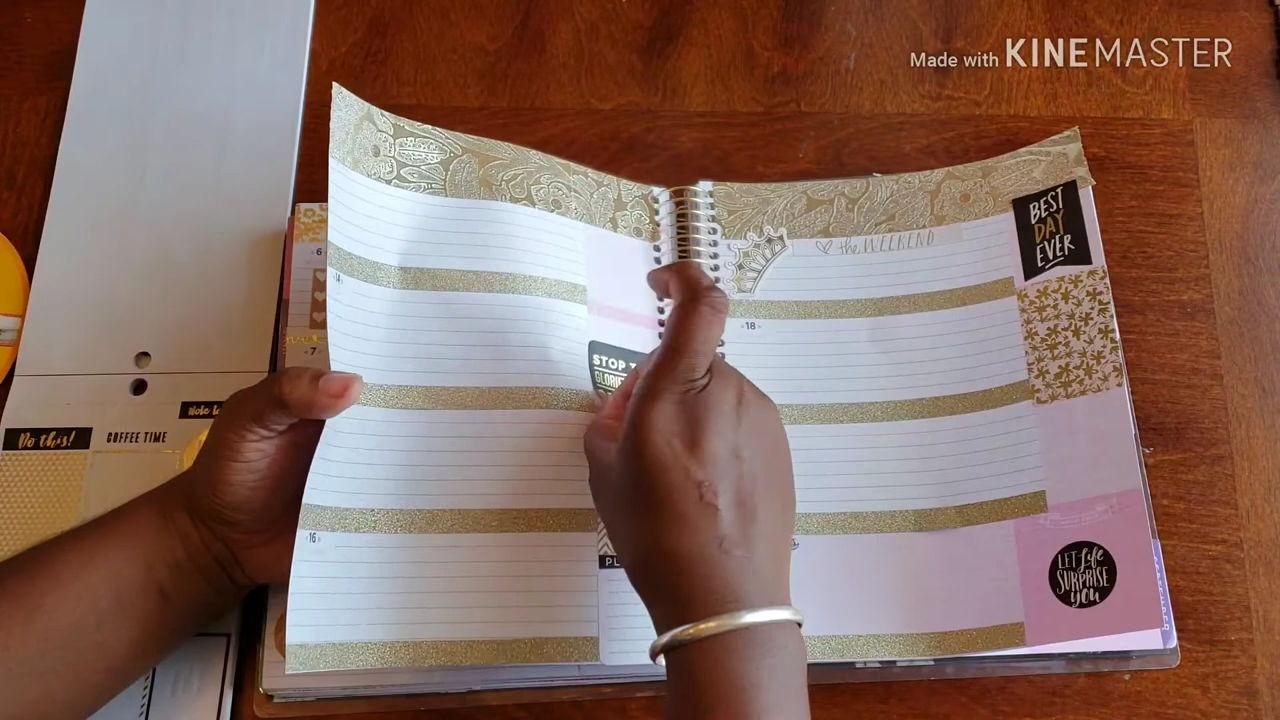 Made with KINEMASTER
BEST
DAY
EVER
the WEEKEND
6
14
18
7
STOP
Do this!
COFFEE TIME
16
LET Life
SURPRISE
you